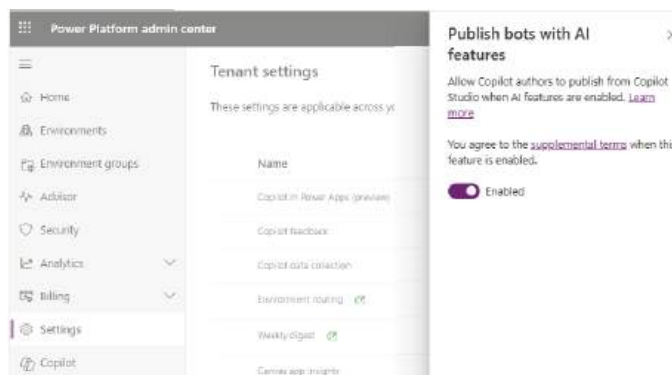 Power Platform admin center
Home
Environments
Environment groups
Advisor
Security
Analytics
Billing
Settings
Copilot
Tenant settings
These settings are applicable across yo
Name
Copilot in Power Apps (preview)
Copilot feedback
Copilot data collection
Environment routing
Weekly digest
Canvas app insights
Publish bots with AI
features
Allow Copilot authors to publish from Copilot
Studio when AI features are enabled. Learn
more
You agree to the supplemental terms when this
feature is enabled.
Enabled